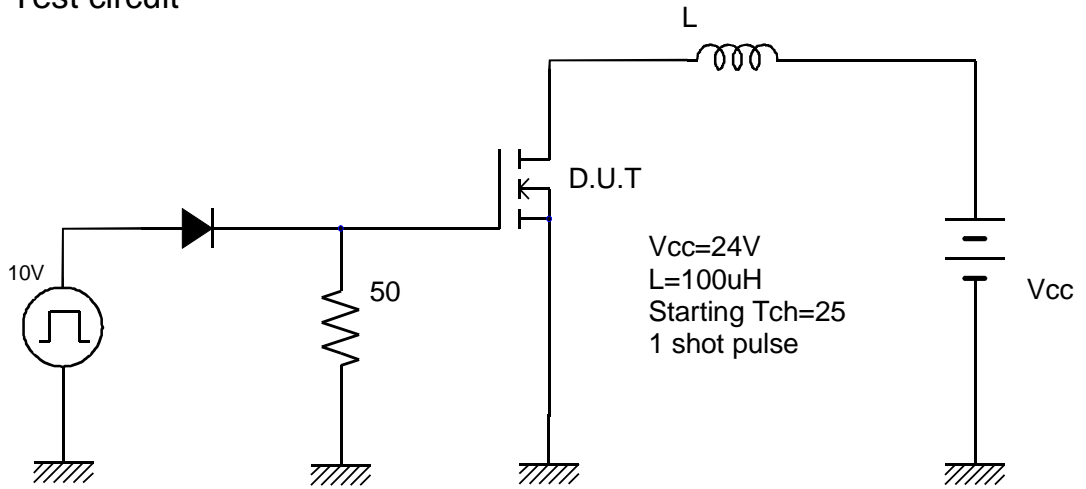 Test circuit
L
D.U.T
10V
50
Vcc=24V
L=100uH
Starting Tch=25
1 shot pulse
Vcc